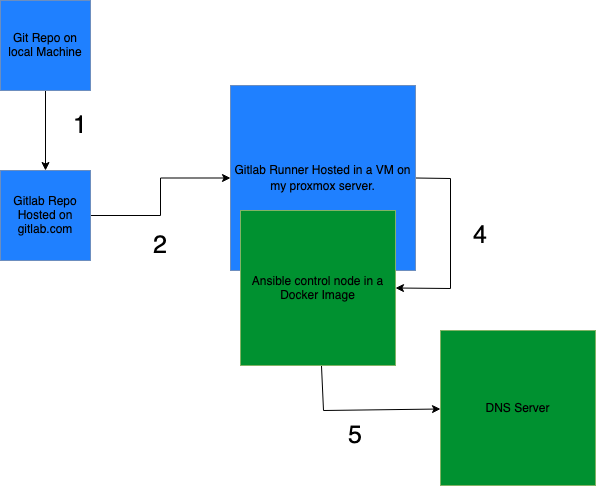 Git Repo on
local Machine
1
Gitlab Repo
Hosted on
gitlab.com
2
Gitlab Runner Hosted in a VM on
my proxmox server.
4
Ansible control node in a
Docker Image
5
DNS Server